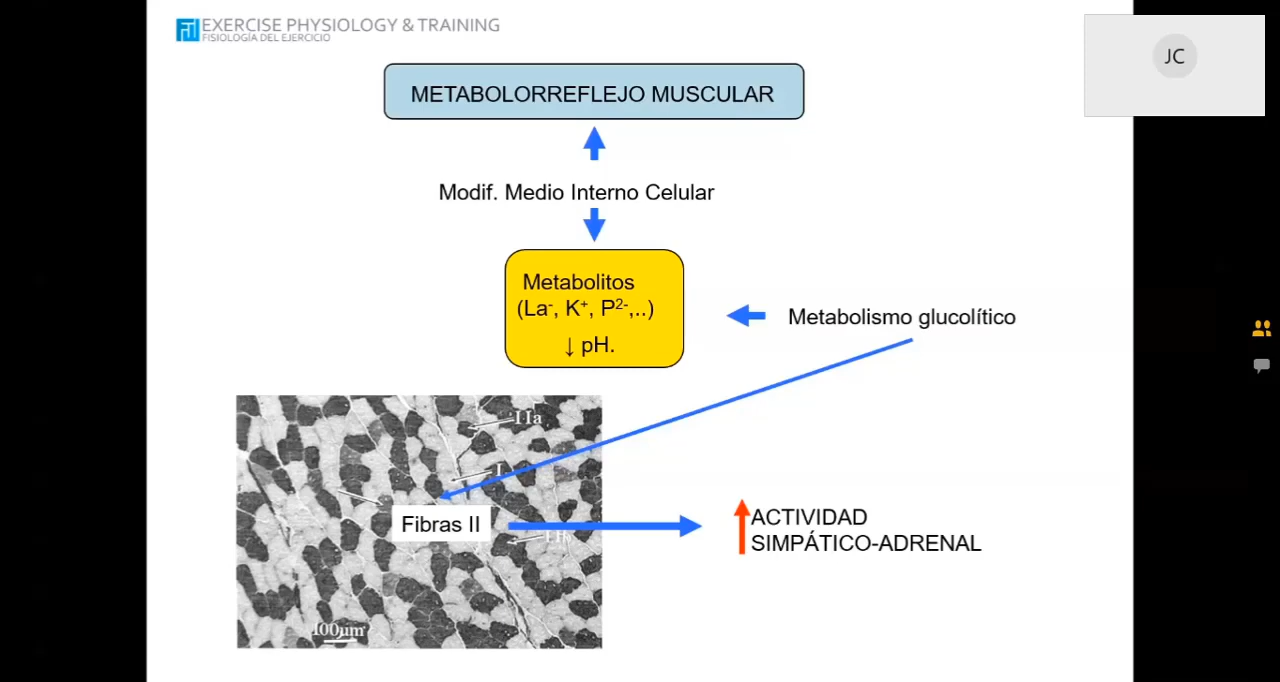 EXERCISE PHYSIOLOGY & TRAINING
FISIOLOGÍA DEL EJERCICIO
JC
METABOLORREFLEJO MUSCULAR
Modif. Medio Interno Celular
Metabolitos
(La-, K+, P2-,..)
↓ pH.
Metabolismo glucolítico
IIa
I
Fibras II
ACTIVIDAD
SIMPÁTICO-ADRENAL
100µm